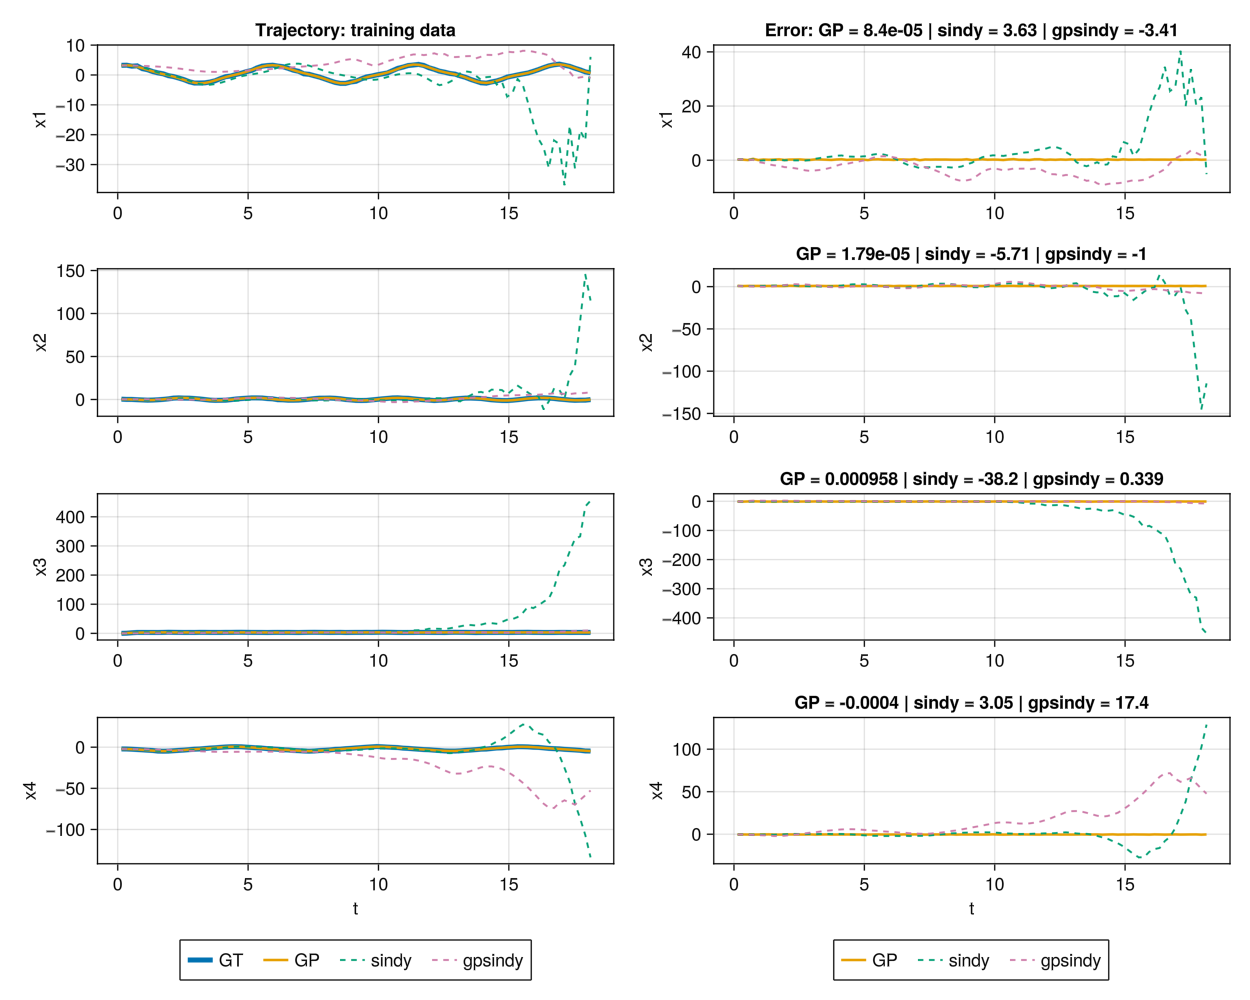 Trajectory: training data
10
0
−10
−20
−30
x1
0 5 10 15
150
100
50
0
x2
0 5 10 15
400
300
200
100
0
x3
0 5 10 15
0
−50
−100
x4
0 5 10 15
t
GT GP sindy gpsindy
Error: GP = 8.4e-05 | sindy = 3.63 | gpsindy = -3.41
40
20
0
x1
0 5 10 15
GP = 1.79e-05 | sindy = -5.71 | gpsindy = -1
0
−50
−100
−150
x2
0 5 10 15
GP = 0.000958 | sindy = -38.2 | gpsindy = 0.339
0
−100
−200
−300
−400
x3
0 5 10 15
GP = -0.0004 | sindy = 3.05 | gpsindy = 17.4
100
50
0
x4
0 5 10 15
t
GP sindy gpsindy